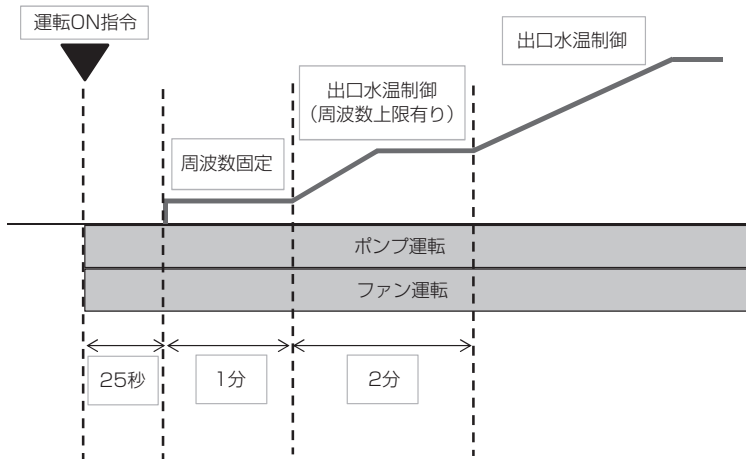 運転ON指令
出口水温制御
出口水温制御
（周波数上限有り）
周波数固定
ポンプ運転
ファン運転
25秒
1分
2分